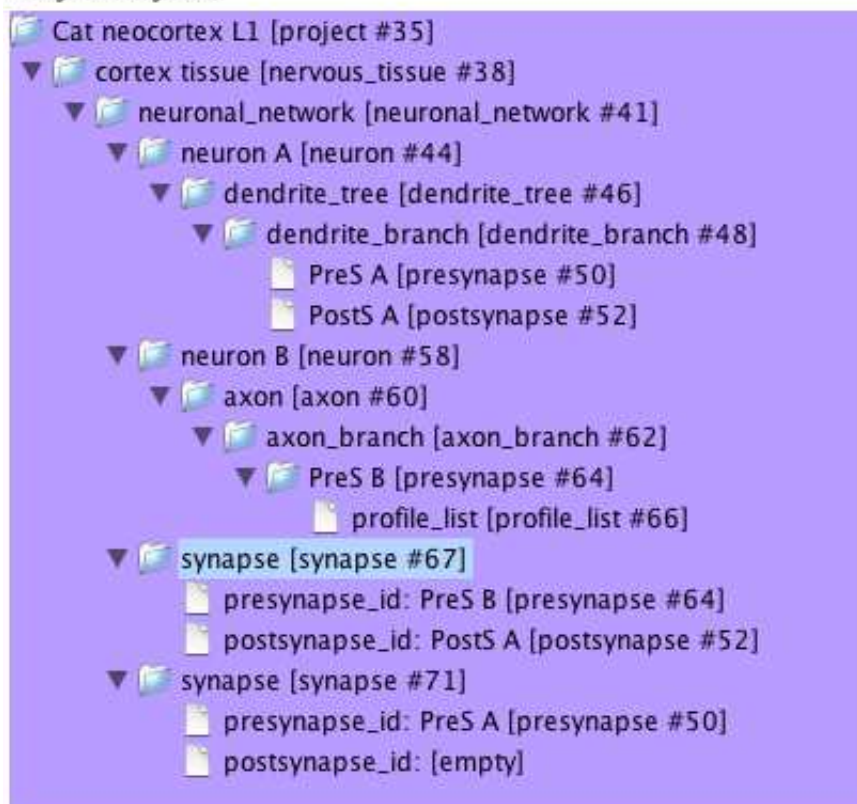 Cat neocortex L1 [project #35]
cortex tissue [nervous_tissue #38]
neuronal_network [neuronal_network #41]
neuron A [neuron #44]
dendrite_tree [dendrite_tree #46]
dendrite_branch [dendrite_branch #48]
PreS A [presynapse #50]
PostS A [postsynapse #52]
neuron B [neuron #58]
axon [axon #60]
axon_branch [axon_branch #62]
PreS B [presynapse #64]
profile_list [profile_list #66]
synapse [synapse #67]
presynapse_id: PreS B [presynapse #64]
postsynapse_id: PostS A [postsynapse #52]
synapse [synapse #71]
presynapse_id: PreS A [presynapse #50]
postsynapse_id: [empty]